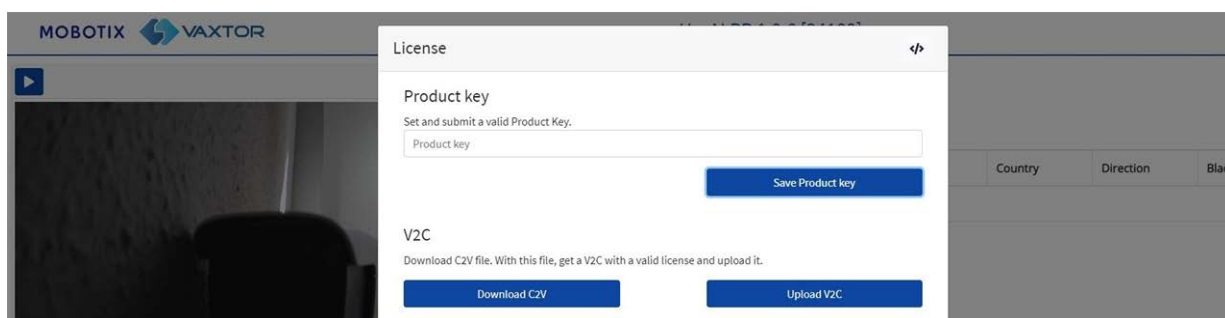 MOBOTIX VAXTOR
License </>
Product key
Set and submit a valid Product Key.
Product key
Country Direction
Save Product key
V2C
Download C2V file. With this file, get a V2C with a valid license and upload it.
Download C2V Upload V2C